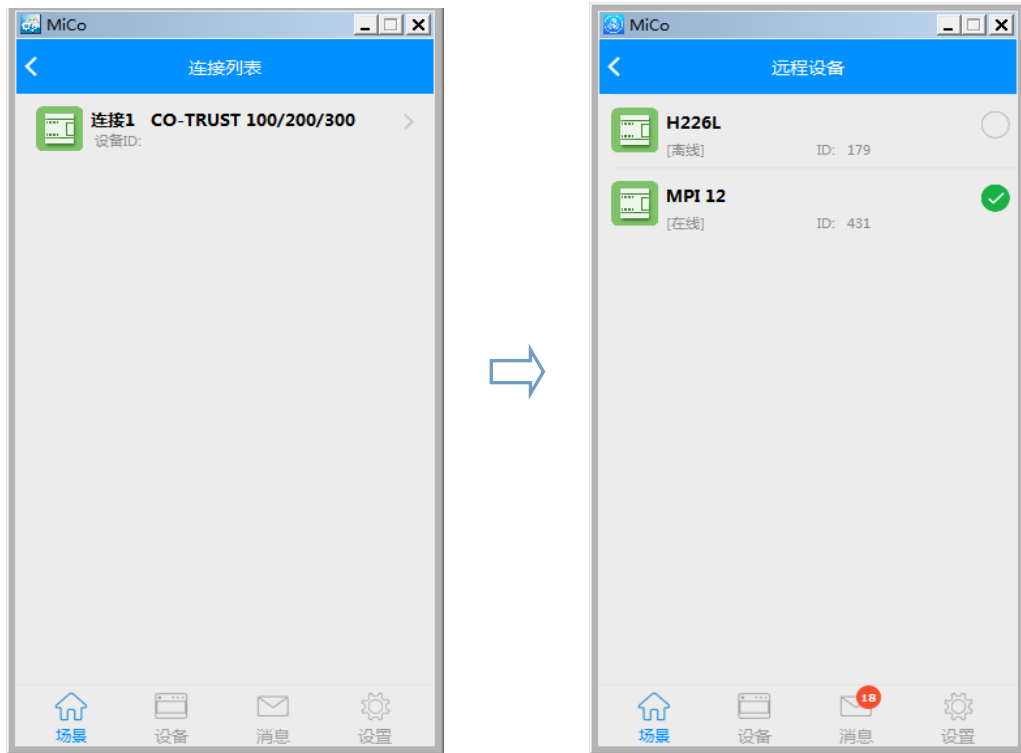 MiCo
连接列表
连接1 CO-TRUST 100/200/300
设备ID:
场景 设备 消息 设置
MiCo
远程设备
H226L
[离线] ID: 179
MPI 12
[在线] ID: 431
18
场景 设备 消息 设置